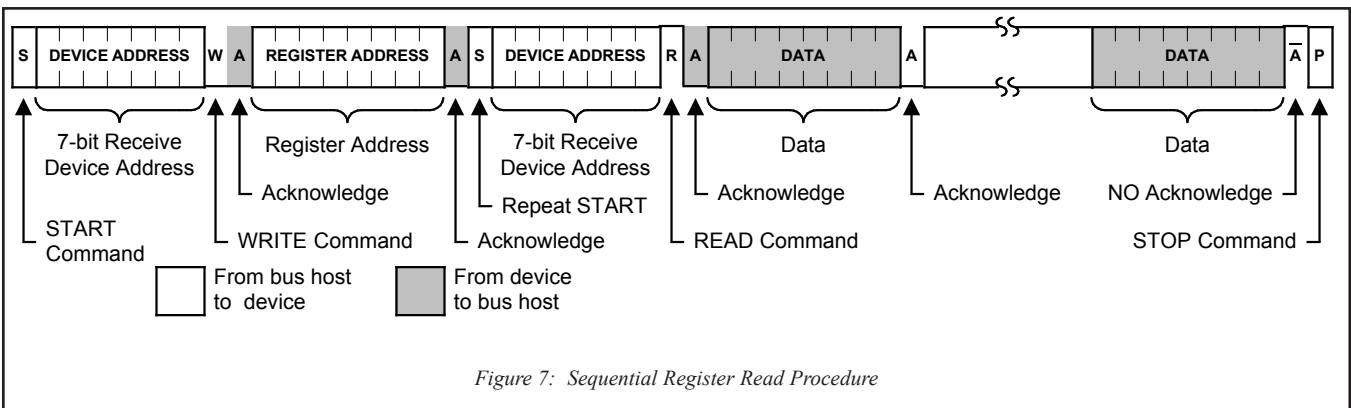 S DEVICE ADDRESS W A REGISTER ADDRESS A S DEVICE ADDRESS R A DATA A DATA A̅ P
7-bit Receive
Device Address
Register Address
7-bit Receive
Device Address
Data
Data
Acknowledge
Repeat START
Acknowledge
Acknowledge
NO Acknowledge
START
Command
WRITE Command
Acknowledge
READ Command
STOP Command
From bus host
to device
From device
to bus host
Figure 7: Sequential Register Read Procedure